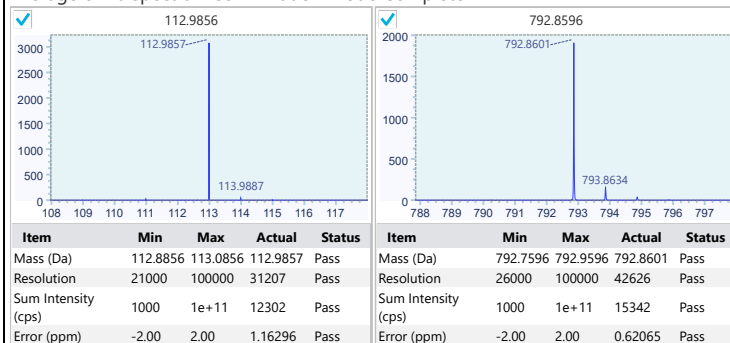 112.9856
112.9857
113.9887
3000
2500
2000
1500
1000
500
0
108 109 110 111 112 113 114 115 116 117
Item Min Max Actual Status
Mass (Da) 112.8856 113.0856 112.9857 Pass
Resolution 21000 100000 31207 Pass
Sum Intensity
(cps) 1000 1e+11 12302 Pass
Error (ppm) -2.00 2.00 1.16296 Pass
792.8596
792.8601
793.8634
2000
1500
1000
500
0
788 789 790 791 792 793 794 795 796 797
Item Min Max Actual Status
Mass (Da) 792.7596 792.9596 792.8601 Pass
Resolution 26000 100000 42626 Pass
Sum Intensity
(cps) 1000 1e+11 15342 Pass
Error (ppm) -2.00 2.00 0.62065 Pass